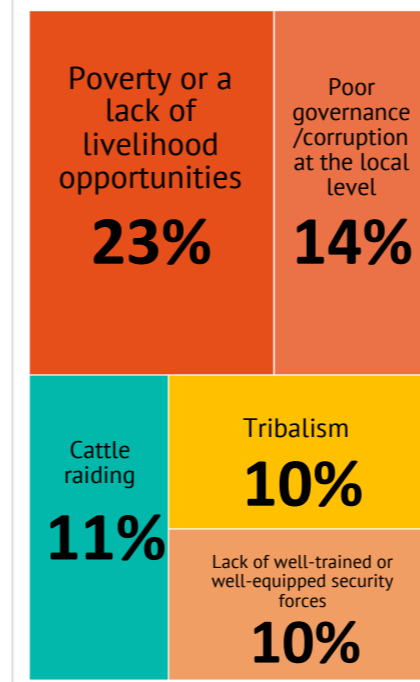 Poverty or a
lack of
livelihood
opportunities
23%
Poor
governance
/corruption
at the local
level
14%
Cattle
raiding
11%
Tribalism
10%
Lack of well-trained or
well-equipped security
forces
10%